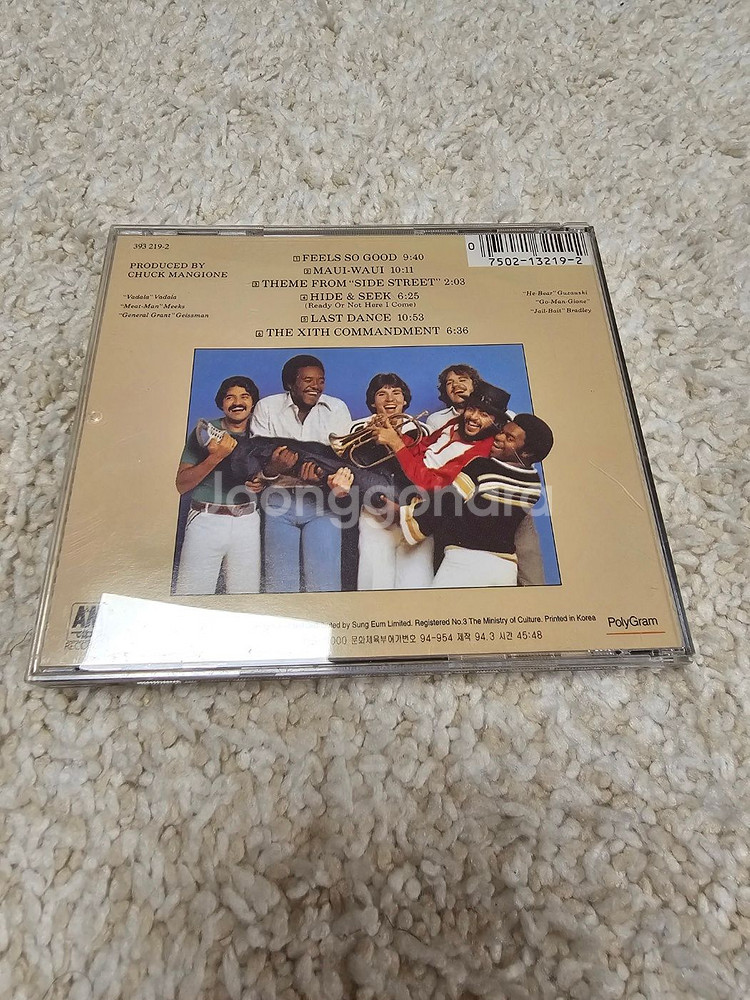 393 219-2
PRODUCED BY
CHUCK MANGIONE
"Vadala" Vadala
"Meat-Man" Meeks
"General Grant" Geissman
1 FEELS SO GOOD 9:40
2 MAUI-WAUI 10:11
3 THEME FROM "SIDE STREET" 2:03
4 HIDE & SEEK 6:25
(Ready Or Not Here I Come)
5 LAST DANCE 10:53
6 THE XITH COMMANDMENT 6:36
0 7502-13219-2
"He-Bear" Guzauski
"Go-Man-Gione"
"Jail-Bait" Bradley
Joonggonara
by Sung Eum Limited. Registered No.3 The Ministry of Culture. Printed in Korea
문화체육부허가번호 94-954 제작 94.3 시간 45:48
PolyGram